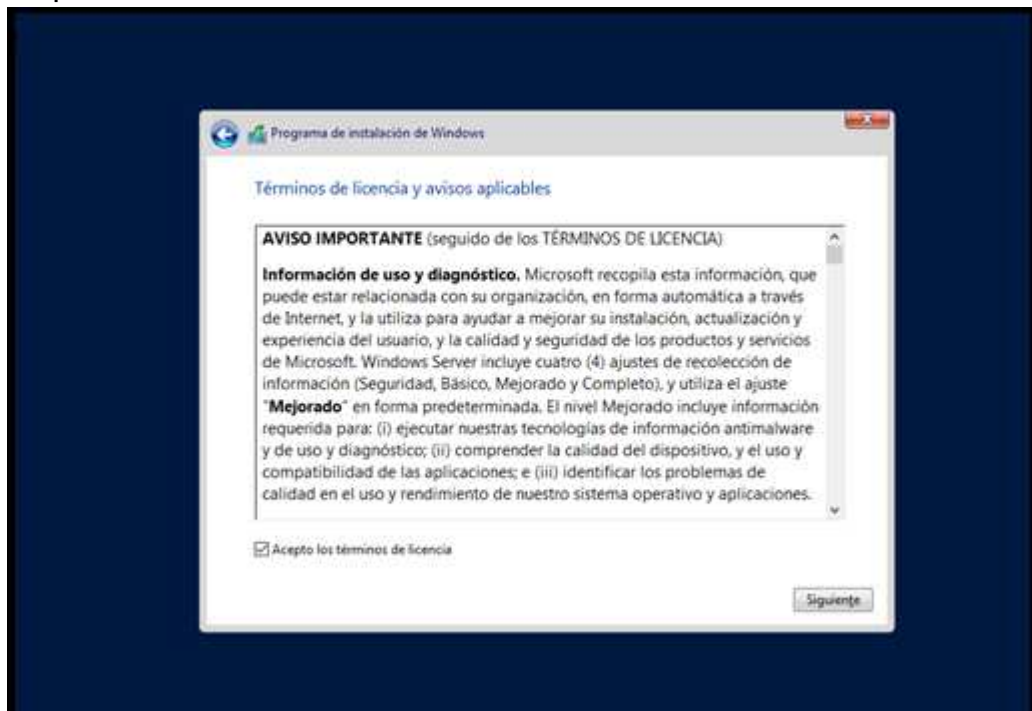 Programa de instalación de Windows
Términos de licencia y avisos aplicables
AVISO IMPORTANTE (seguido de los TÉRMINOS DE LICENCIA)
Información de uso y diagnóstico. Microsoft recopila esta información, que
puede estar relacionada con su organización, en forma automática a través
de Internet, y la utiliza para ayudar a mejorar su instalación, actualización y
experiencia del usuario, y la calidad y seguridad de los productos y servicios
de Microsoft. Windows Server incluye cuatro (4) ajustes de recolección de
información (Seguridad, Básico, Mejorado y Completo), y utiliza el ajuste
"Mejorado" en forma predeterminada. El nivel Mejorado incluye información
requerida para: (i) ejecutar nuestras tecnologías de información antimalware
y de uso y diagnóstico; (ii) comprender la calidad del dispositivo, y el uso y
compatibilidad de las aplicaciones; e (iii) identificar los problemas de
calidad en el uso y rendimiento de nuestro sistema operativo y aplicaciones.
Acepto los términos de licencia
Siguiente